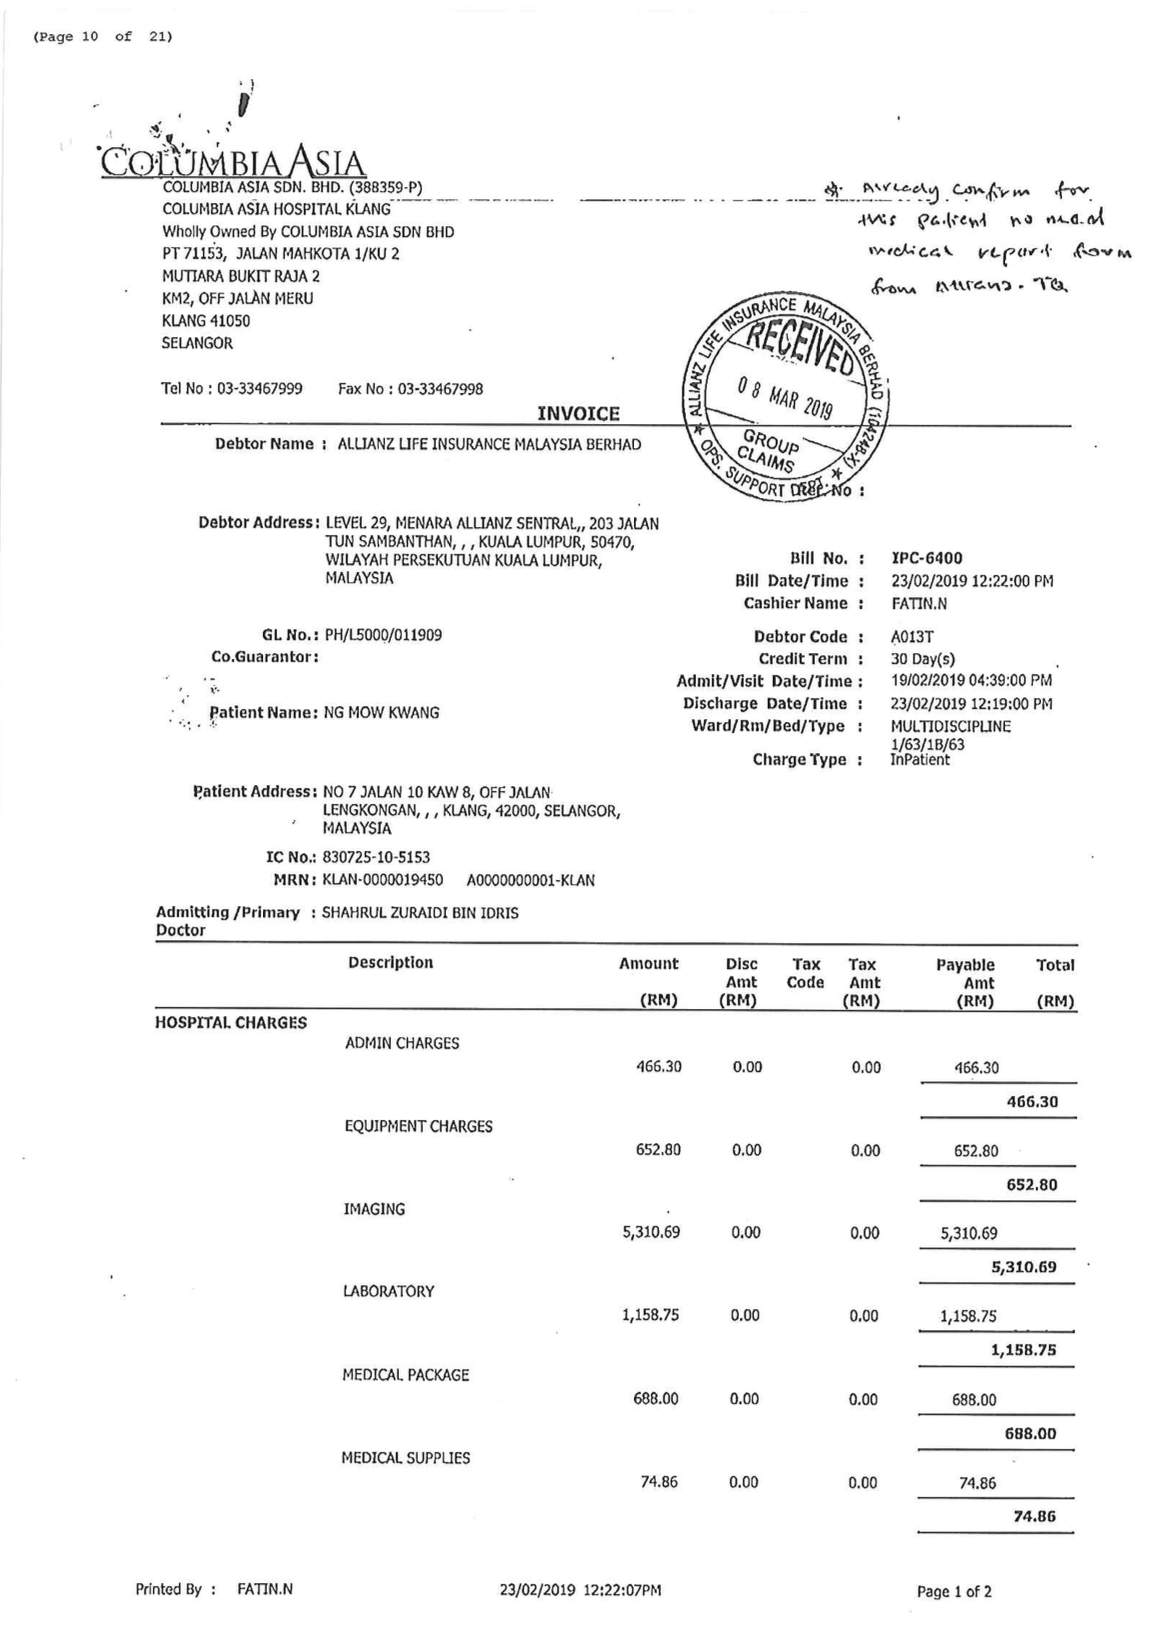 (Page 10 of 21)
COLUMBIA ASIA
COLUMBIA ASIA SDN. BHD. (388359-P)
COLUMBIA ASIA HOSPITAL KLANG
Wholly Owned By COLUMBIA ASIA SDN BHD
PT 71153, JALAN MAHKOTA 1/KU 2
MUTIARA BUKIT RAJA 2
KM2, OFF JALAN MERU
KLANG 41050
SELANGOR
Already confirm for
this patient no need
medical report form
from
TQ
Tel No : 03-33467999 Fax No : 03-33467998
ALLIANZ LIFE INSURANCE MALAYSIA BERHAD (104248-X)
RECEIVED
08 MAR 2019
GROUP
CLAIMS
OPS. SUPPORT DEPT
INVOICE
Debtor Name : ALLIANZ LIFE INSURANCE MALAYSIA BERHAD
No :
Debtor Address: LEVEL 29, MENARA ALLIANZ SENTRAL,, 203 JALAN
TUN SAMBANTHAN, , , KUALA LUMPUR, 50470,
WILAYAH PERSEKUTUAN KUALA LUMPUR,
MALAYSIA
Bill No. : IPC-6400
Bill Date/Time : 23/02/2019 12:22:00 PM
Cashier Name : FATIN.N
GL No.: PH/L5000/011909 Debtor Code : A013T
Co.Guarantor: Credit Term : 30 Day(s)
Admit/Visit Date/Time : 19/02/2019 04:39:00 PM
Discharge Date/Time : 23/02/2019 12:19:00 PM
Patient Name: NG MOW KWANG
Ward/Rm/Bed/Type : MULTIDISCIPLINE
1/63/1B/63
Charge Type : InPatient
Patient Address: NO 7 JALAN 10 KAW 8, OFF JALAN
LENGKONGAN, , , KLANG, 42000, SELANGOR,
MALAYSIA
IC No.: 830725-10-5153
MRN: KLAN-0000019450 A0000000001-KLAN
Admitting /Primary : SHAHRUL ZURAIDI BIN IDRIS
Doctor
Description Amount Disc Tax Tax Payable Total
Amt Code Amt Amt
(RM) (RM) (RM) (RM) (RM)
HOSPITAL CHARGES
ADMIN CHARGES
466.30 0.00 0.00 466.30
466.30
EQUIPMENT CHARGES
652.80 0.00 0.00 652.80
652.80
IMAGING
5,310.69 0.00 0.00 5,310.69
5,310.69
LABORATORY
1,158.75 0.00 0.00 1,158.75
1,158.75
MEDICAL PACKAGE
688.00 0.00 0.00 688.00
688.00
MEDICAL SUPPLIES
74.86 0.00 0.00 74.86
74.86
Printed By : FATIN.N 23/02/2019 12:22:07PM Page 1 of 2